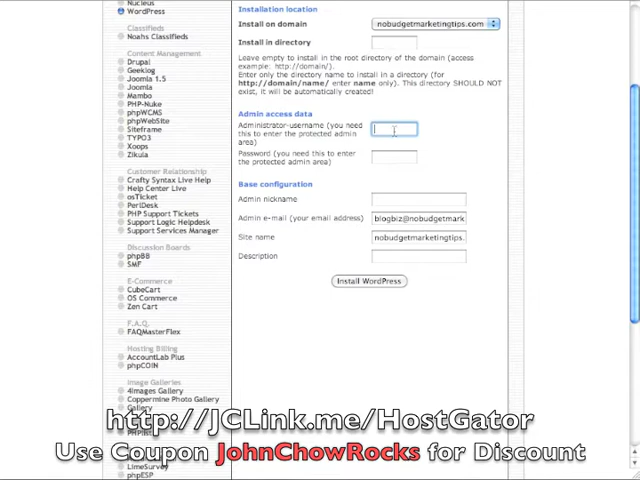 Nucleus
WordPress
Classifieds
Noahs Classifieds
Content Management
Drupal
Geeklog
Joomla 1.5
Joomla
Mambo
PHP-Nuke
phpWCMS
phpWebSite
Siteframe
TYPO3
Xoops
Zikula
Customer Relationship
Crafty Syntax Live Help
Help Center Live
osTicket
PerlDesk
PHP Support Tickets
Support Logic Helpdesk
Support Services Manager
Discussion Boards
phpBB
SMF
E-Commerce
CubeCart
OS Commerce
Zen Cart
F.A.Q.
FAQMasterFlex
Hosting Billing
AccountLab Plus
phpCOIN
Image Galleries
4images Gallery
Coppermine Photo Gallery
Gallery
LimeSurvey
phpESP
Installation location
Install on domain
nobudgetmarketingtips.com
Install in directory
Leave empty to install in the root directory of the domain (access
example: http://domain/).
Enter only the directory name to install in a directory (for
http://domain/name/ enter name only). This directory SHOULD NOT
exist, it will be automatically created!
Admin access data
Administrator-username (you need
this to enter the protected admin
area)
Password (you need this to enter
the protected admin area)
Base configuration
Admin nickname
Admin e-mail (your email address)
blogbiz@nobudgetmark
Site name
nobudgetmarketingtips.
Description
Install WordPress
http://JCLink.me/HostGator
Use Coupon JohnChowRocks for Discount